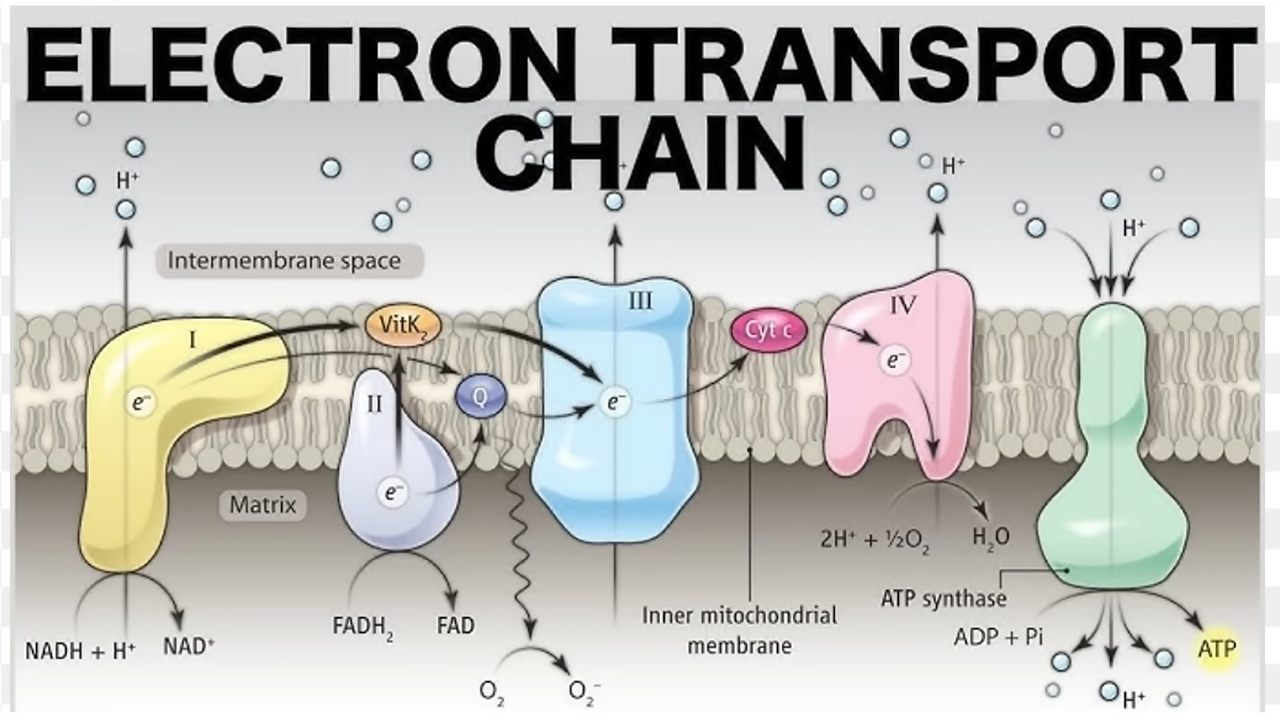 ELECTRON TRANSPORT
CHAIN
H⁺
H⁺
H⁺
Intermembrane space
I
VitK₂
III
Cyt c
IV
e⁻
II
Q
e⁻
e⁻
e⁻
Matrix
2H⁺ + ½O₂
H₂O
ATP synthase
Inner mitochondrial
membrane
NADH + H⁺
NAD⁺
FADH₂
FAD
ADP + Pi
ATP
O₂
O₂⁻
H⁺